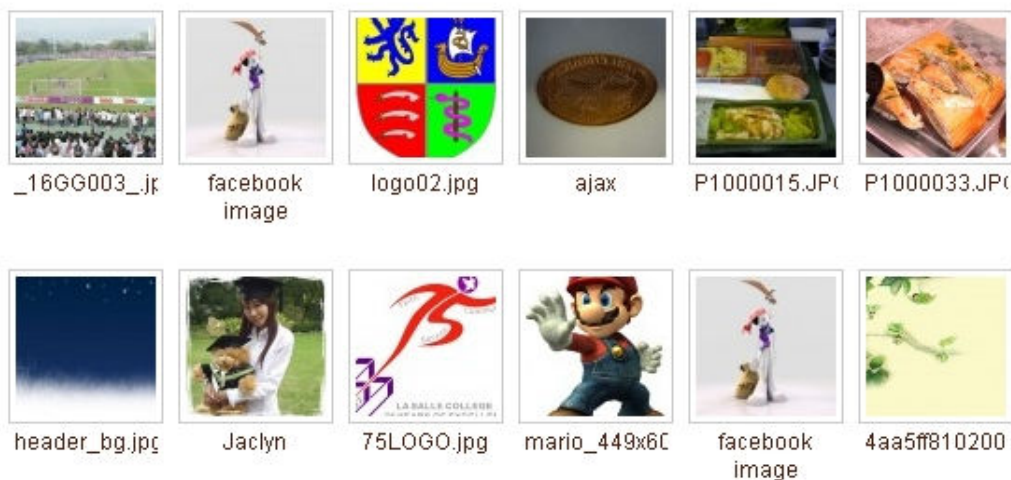 _16GG003_.jp
facebook
image
logo02.jpg
ajax
P1000015.JP
P1000033.JP
header_bg.jpg
Jaclyn
LA SALLE COLLEGE
75LOGO.jpg
mario_449x60
facebook
image
4aa5ff810200